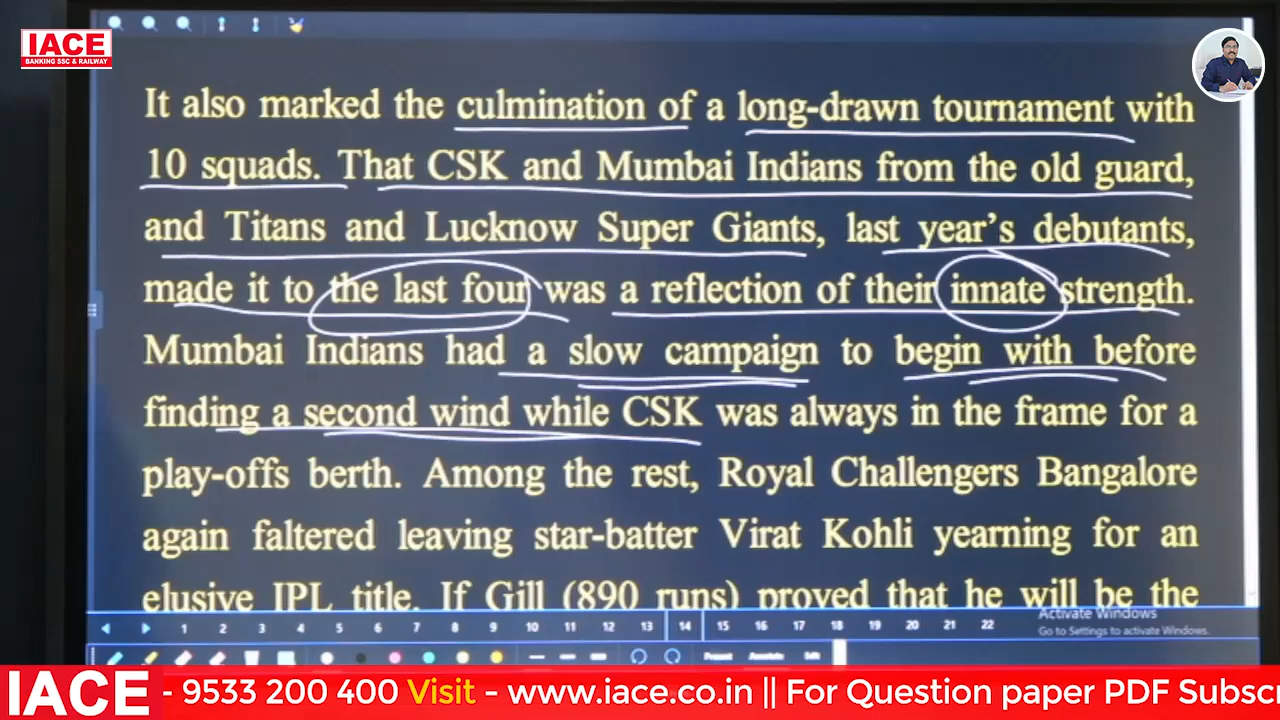 IACE
BANKING SSC & RAILWAY
It also marked the culmination of a long-drawn tournament with
10 squads. That CSK and Mumbai Indians from the old guard,
and Titans and Lucknow Super Giants, last year's debutants,
made it to the last four was a reflection of their innate strength.
Mumbai Indians had a slow campaign to begin with before
finding a second wind while CSK was always in the frame for a
play-offs berth. Among the rest, Royal Challengers Bangalore
again faltered leaving star-batter Virat Kohli yearning for an
elusive IPL title. If Gill (890 runs) proved that he will be the
Activate Windows
Go to Settings to activate Windows.
1 2 3 4 5 6 7 8 9 10 11 12 13 14 15 16 17 18 19 20 21 22
Present Annotate Edit
IACE - 9533 200 400 Visit - www.iace.co.in || For Question paper PDF Subsc